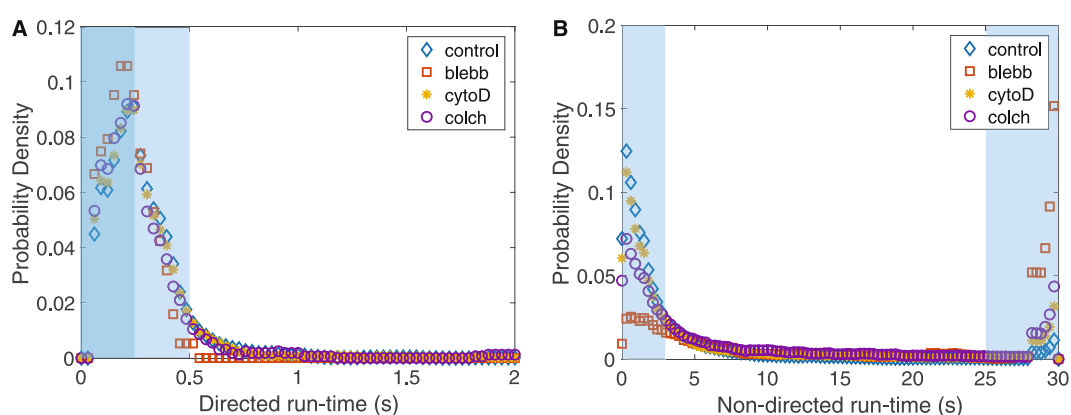 A
Probability Density
0.12
0.1
0.08
0.06
0.04
0.02
0
0
0.5
1
1.5
2
Directed run-time (s)
control
blebb
cytoD
colch
B
Probability Density
0.2
0.15
0.1
0.05
0
0
5
10
15
20
25
30
Non-directed run-time (s)
control
blebb
cytoD
colch